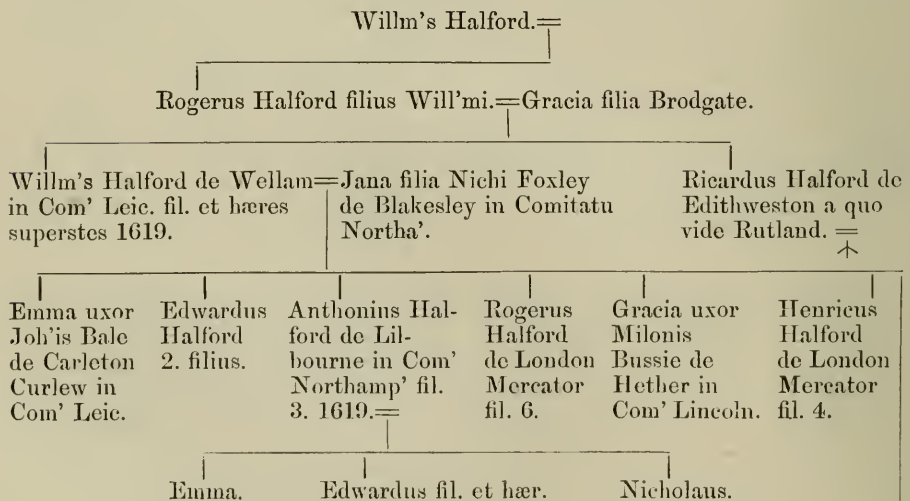 Willm's Halford.=
Rogerus Halford filius Will'mi.=Gracia filia Brodgate.
Willm's Halford de Wellam=Jana filia Nichi Foxley
in Com' Leic. fil. et hæres de Blakesley in Comitatu
superstes 1619. Northa'.
Ricardus Halford de
Edithweston a quo
vide Rutland. =
Emma uxor
Joh'is Bale
de Carleton
Curlew in
Com' Leic.
Edwardus
Halford
2. filius.
Anthonius Hal-
ford de Lil-
bourne in Com'
Northamp' fil.
3. 1619.=
Rogerus
Halford
de London
Mercator
fil. 6.
Gracia uxor
Milonis
Bussie de
Hether in
Com' Lincoln.
Henricus
Halford
de London
Mercator
fil. 4.
Emma. Edwardus fil. et hær. Nicholaus.